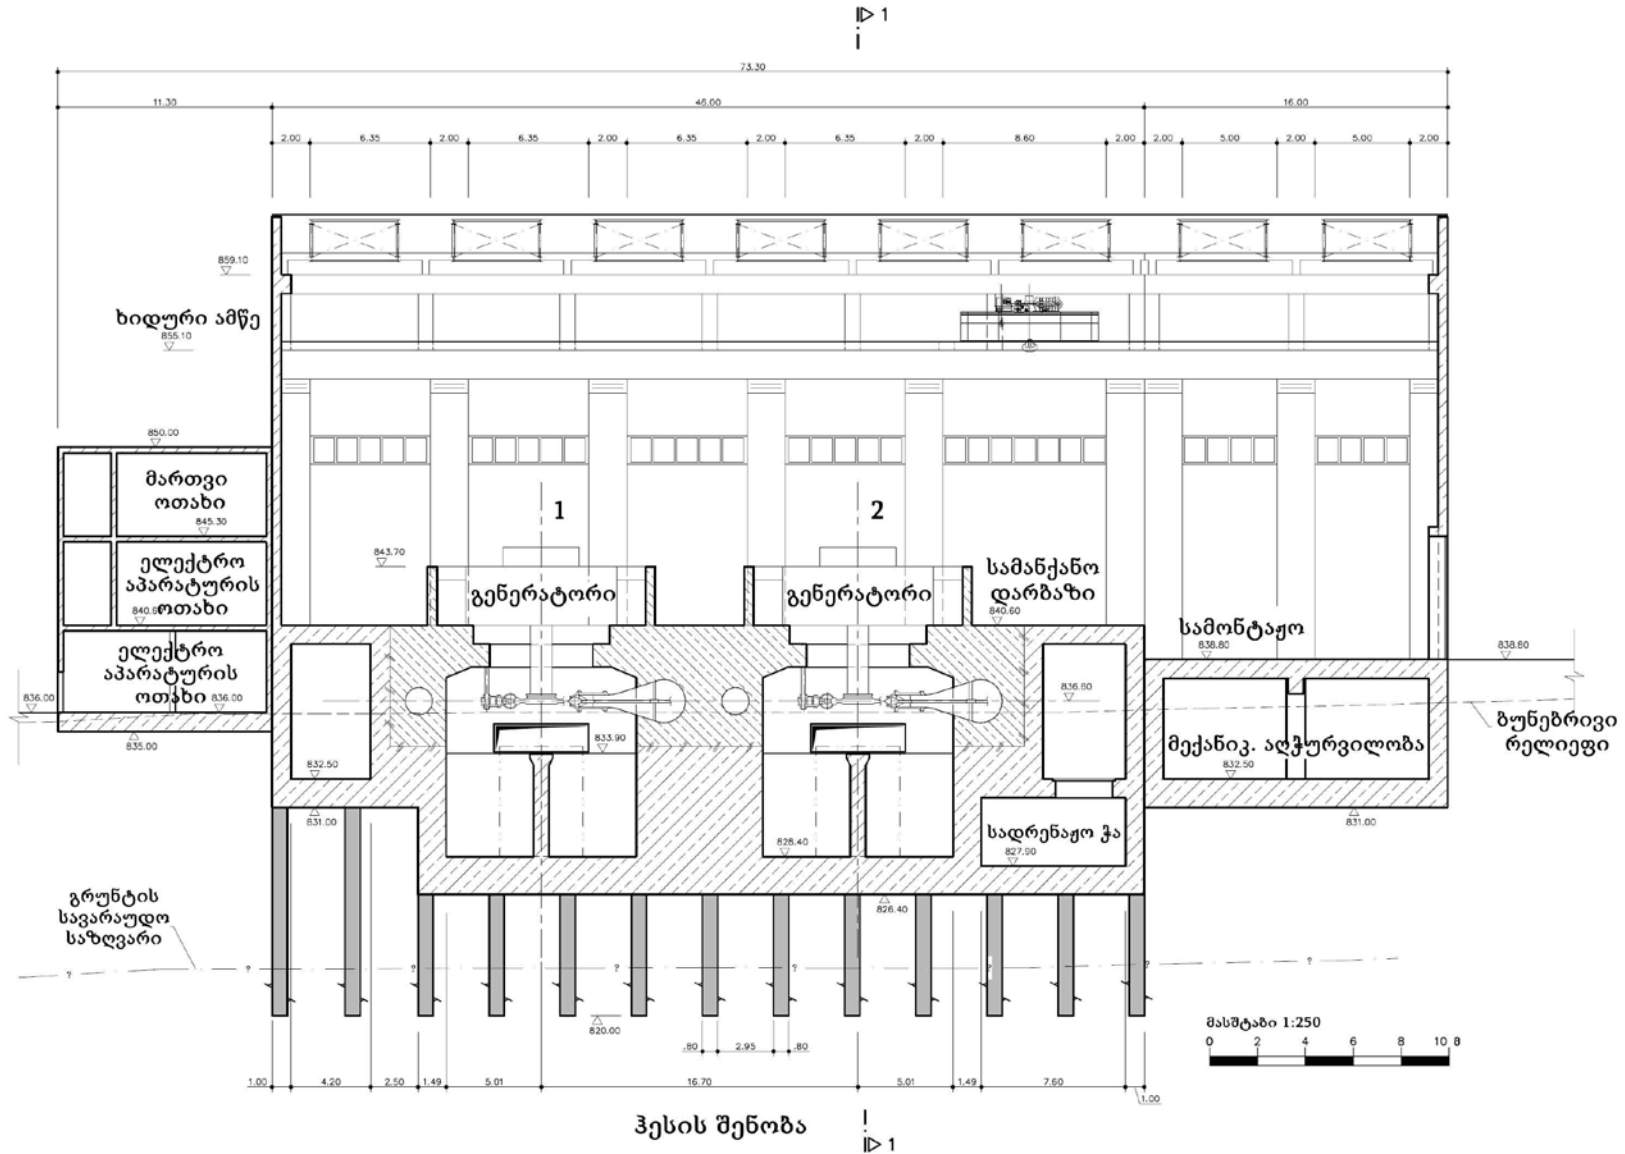 1
73.30
11.30 46.00 16.00
2.00 6.35 2.00 6.35 2.00 6.35 2.00 6.35 2.00 8.60 2.00 2.00 5.00 2.00 5.00 2.00
859.10
ხიდური ამწე
855.10
850.00
მართვი
ოთახი
845.30
ელექტრო
აპარატურის
ოთახი
ელექტრო
აპარატურის
ოთახი
836.00
836.00
835.00
843.70
1
2
გენერატორი
გენერატორი
სამანქანო
დარბაზი
840.60
სამონტაჟო
838.80
838.80
836.60
833.90
832.50
831.00
მექანიკ. აღჭურვილობა
832.50
831.00
ბუნებრივი
რელიეფი
სადრენაჟო ჭა
827.90
828.40
826.40
გრუნტის
სავარაუდო
საზღვარი
? ? ? ? ? ? ? ?
820.00
.80 2.95 .80
1.00 4.20 2.50 1.49 5.01 16.70 5.01 1.49 7.60
1.00
მასშტაბი 1:250
0 2 4 6 8 10 მ
ჰესის შენობა
1